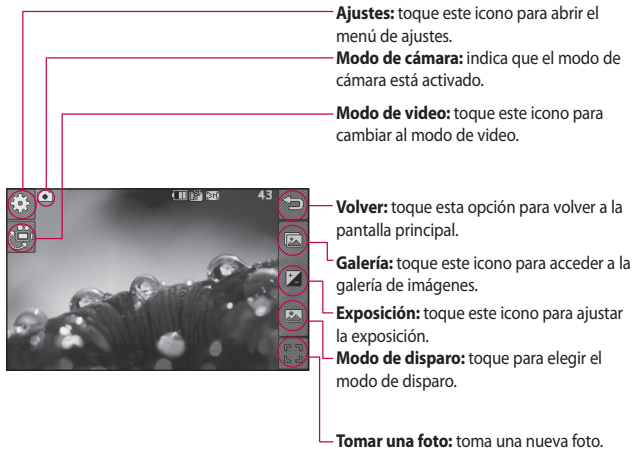 Ajustes: toque este icono para abrir el
menú de ajustes.
Modo de cámara: indica que el modo de
cámara está activado.
Modo de video: toque este icono para
cambiar al modo de video.
43
Volver: toque esta opción para volver a la
pantalla principal.
Galería: toque este icono para acceder a la
galería de imágenes.
Exposición: toque este icono para ajustar
la exposición.
Modo de disparo: toque para elegir el
modo de disparo.
Tomar una foto: toma una nueva foto.